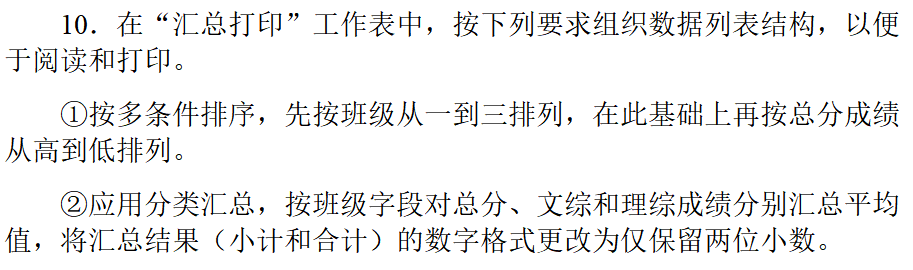 10．在“汇总打印”工作表中，按下列要求组织数据列表结构，以便
于阅读和打印。
①按多条件排序，先按班级从一到三排列，在此基础上再按总分成绩
从高到低排列。
②应用分类汇总，按班级字段对总分、文综和理综成绩分别汇总平均
值，将汇总结果（小计和合计）的数字格式更改为仅保留两位小数。